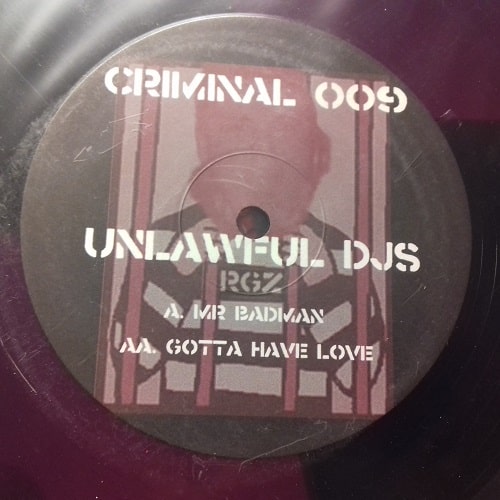 CRIMINAL 009
UNLAWFUL DJS
RGZ
A. MR BADMAN
AA. GOTTA HAVE LOVE